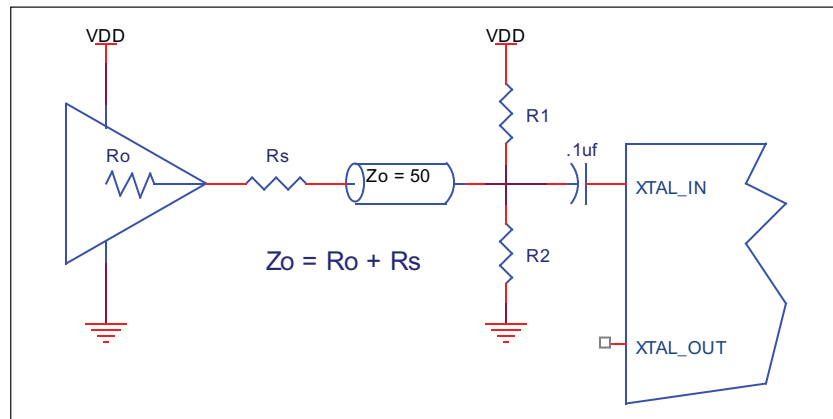 VDD
VDD
R1
Ro
Rs
Zo = 50
.1uf
XTAL_IN
Zo = Ro + Rs
R2
XTAL_OUT